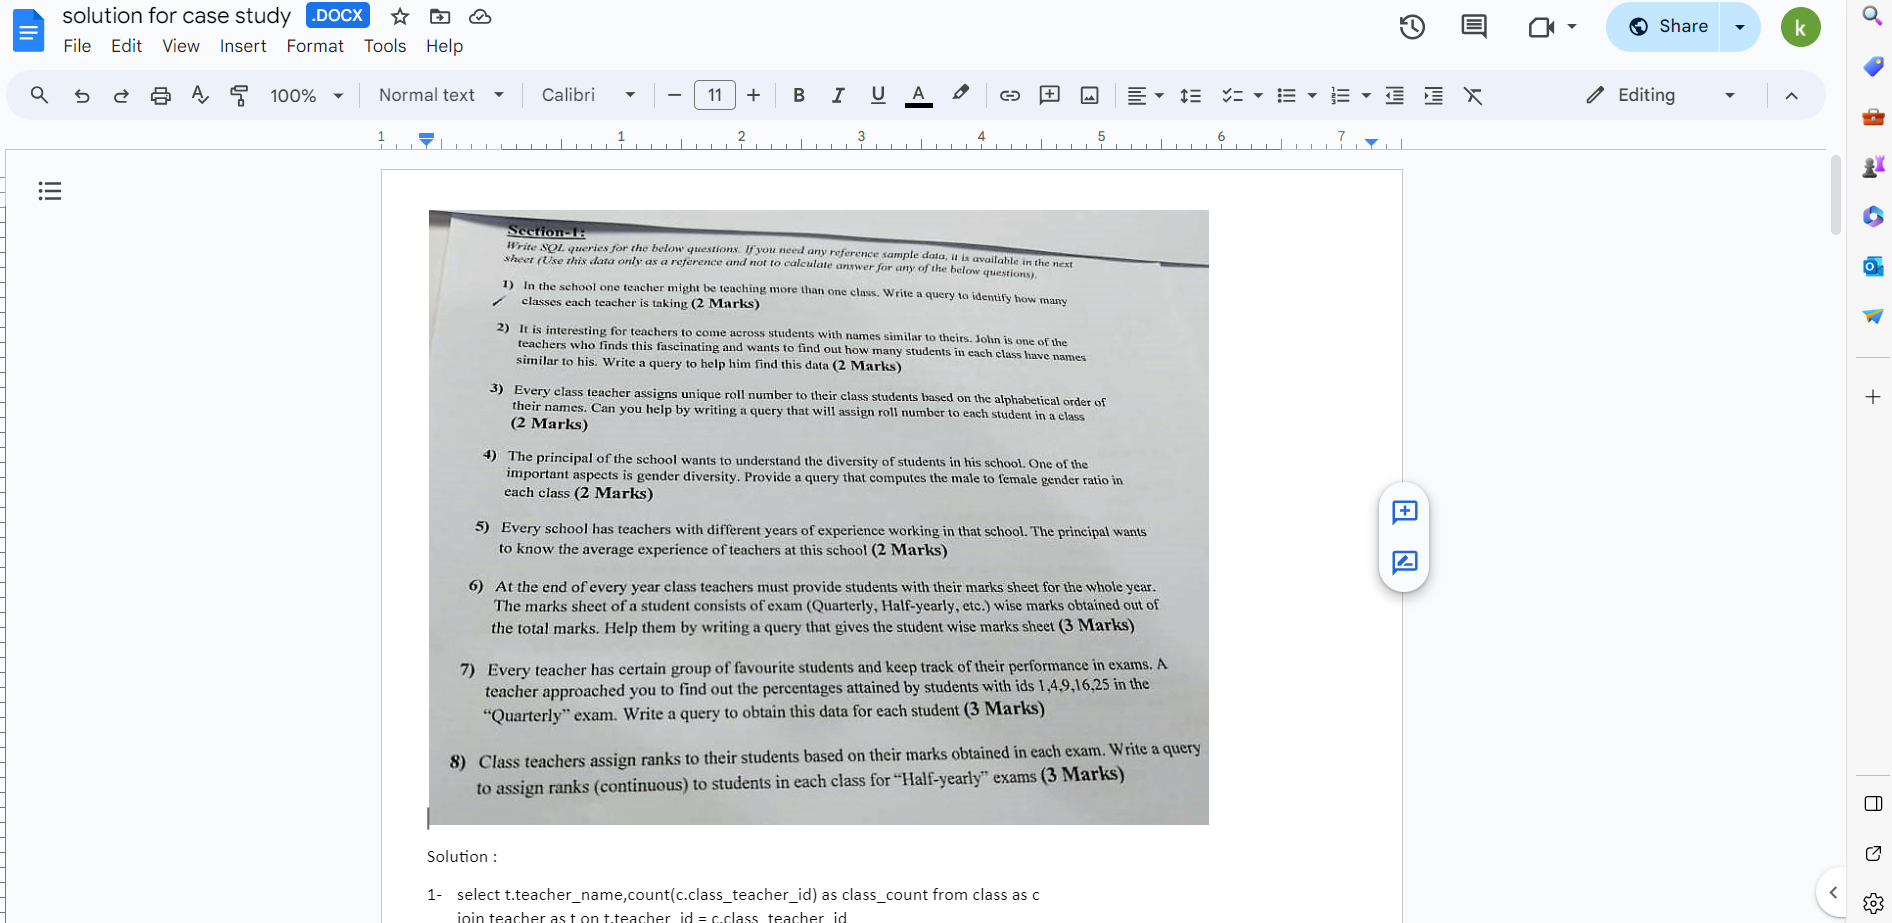 solution for case study .DOCX
File Edit View Insert Format Tools Help
Share
k
100% Normal text Calibri 11 B I U A Editing
1 1 2 3 4 5 6 7
Section-1:
Write SQL queries for the below questions. If you need any reference sample data, it is available in the next
sheet (Use this data only as a reference and not to calculate answer for any of the below questions).
1) In the school one teacher might be teaching more than one class. Write a query to identify how many
classes each teacher is taking (2 Marks)
2) It is interesting for teachers to come across students with names similar to theirs. John is one of the
teachers who finds this fascinating and wants to find out how many students in each class have names
similar to his. Write a query to help him find this data (2 Marks)
3) Every class teacher assigns unique roll number to their class students based on the alphabetical order of
their names. Can you help by writing a query that will assign roll number to each student in a class
(2 Marks)
4) The principal of the school wants to understand the diversity of students in his school. One of the
important aspects is gender diversity. Provide a query that computes the male to female gender ratio in
each class (2 Marks)
5) Every school has teachers with different years of experience working in that school. The principal wants
to know the average experience of teachers at this school (2 Marks)
6) At the end of every year class teachers must provide students with their marks sheet for the whole year.
The marks sheet of a student consists of exam (Quarterly, Half-yearly, etc.) wise marks obtained out of
the total marks. Help them by writing a query that gives the student wise marks sheet (3 Marks)
7) Every teacher has certain group of favourite students and keep track of their performance in exams. A
teacher approached you to find out the percentages attained by students with ids 1,4,9,16,25 in the
“Quarterly” exam. Write a query to obtain this data for each student (3 Marks)
8) Class teachers assign ranks to their students based on their marks obtained in each exam. Write a query
to assign ranks (continuous) to students in each class for “Half-yearly” exams (3 Marks)
Solution :
1- select t.teacher_name,count(c.class_teacher_id) as class_count from class as c
join teacher as t on t.teacher_id = c.class_teacher_id